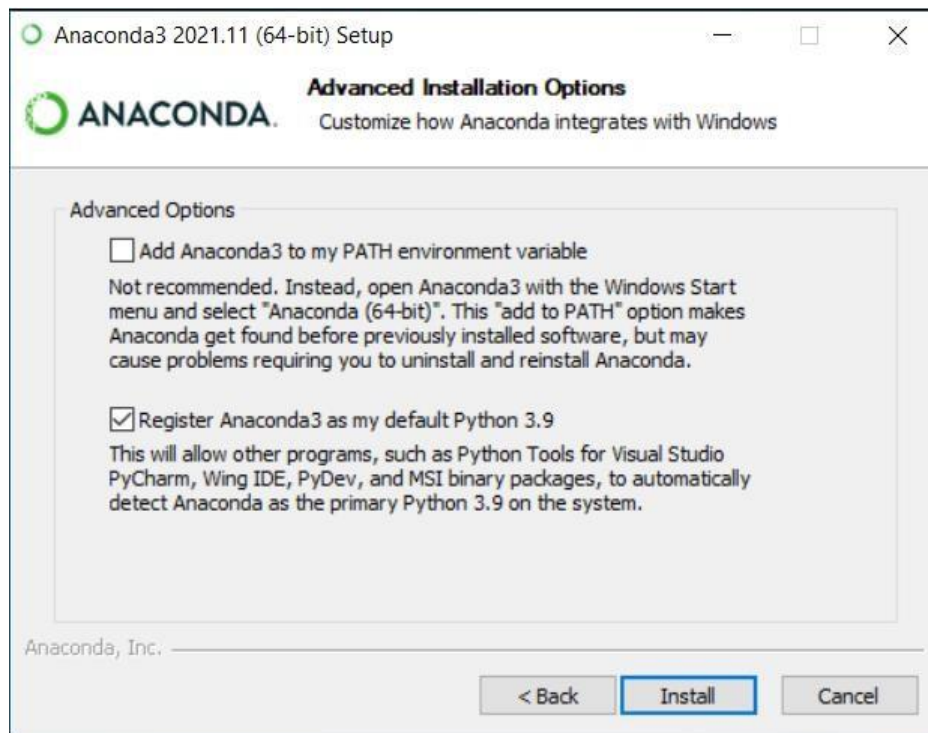 Anaconda3 2021.11 (64-bit) Setup
ANACONDA.
Advanced Installation Options
Customize how Anaconda integrates with Windows
Advanced Options
Add Anaconda3 to my PATH environment variable
Not recommended. Instead, open Anaconda3 with the Windows Start
menu and select "Anaconda (64-bit)". This "add to PATH" option makes
Anaconda get found before previously installed software, but may
cause problems requiring you to uninstall and reinstall Anaconda.
Register Anaconda3 as my default Python 3.9
This will allow other programs, such as Python Tools for Visual Studio
PyCharm, Wing IDE, PyDev, and MSI binary packages, to automatically
detect Anaconda as the primary Python 3.9 on the system.
Anaconda, Inc.
< Back
Install
Cancel